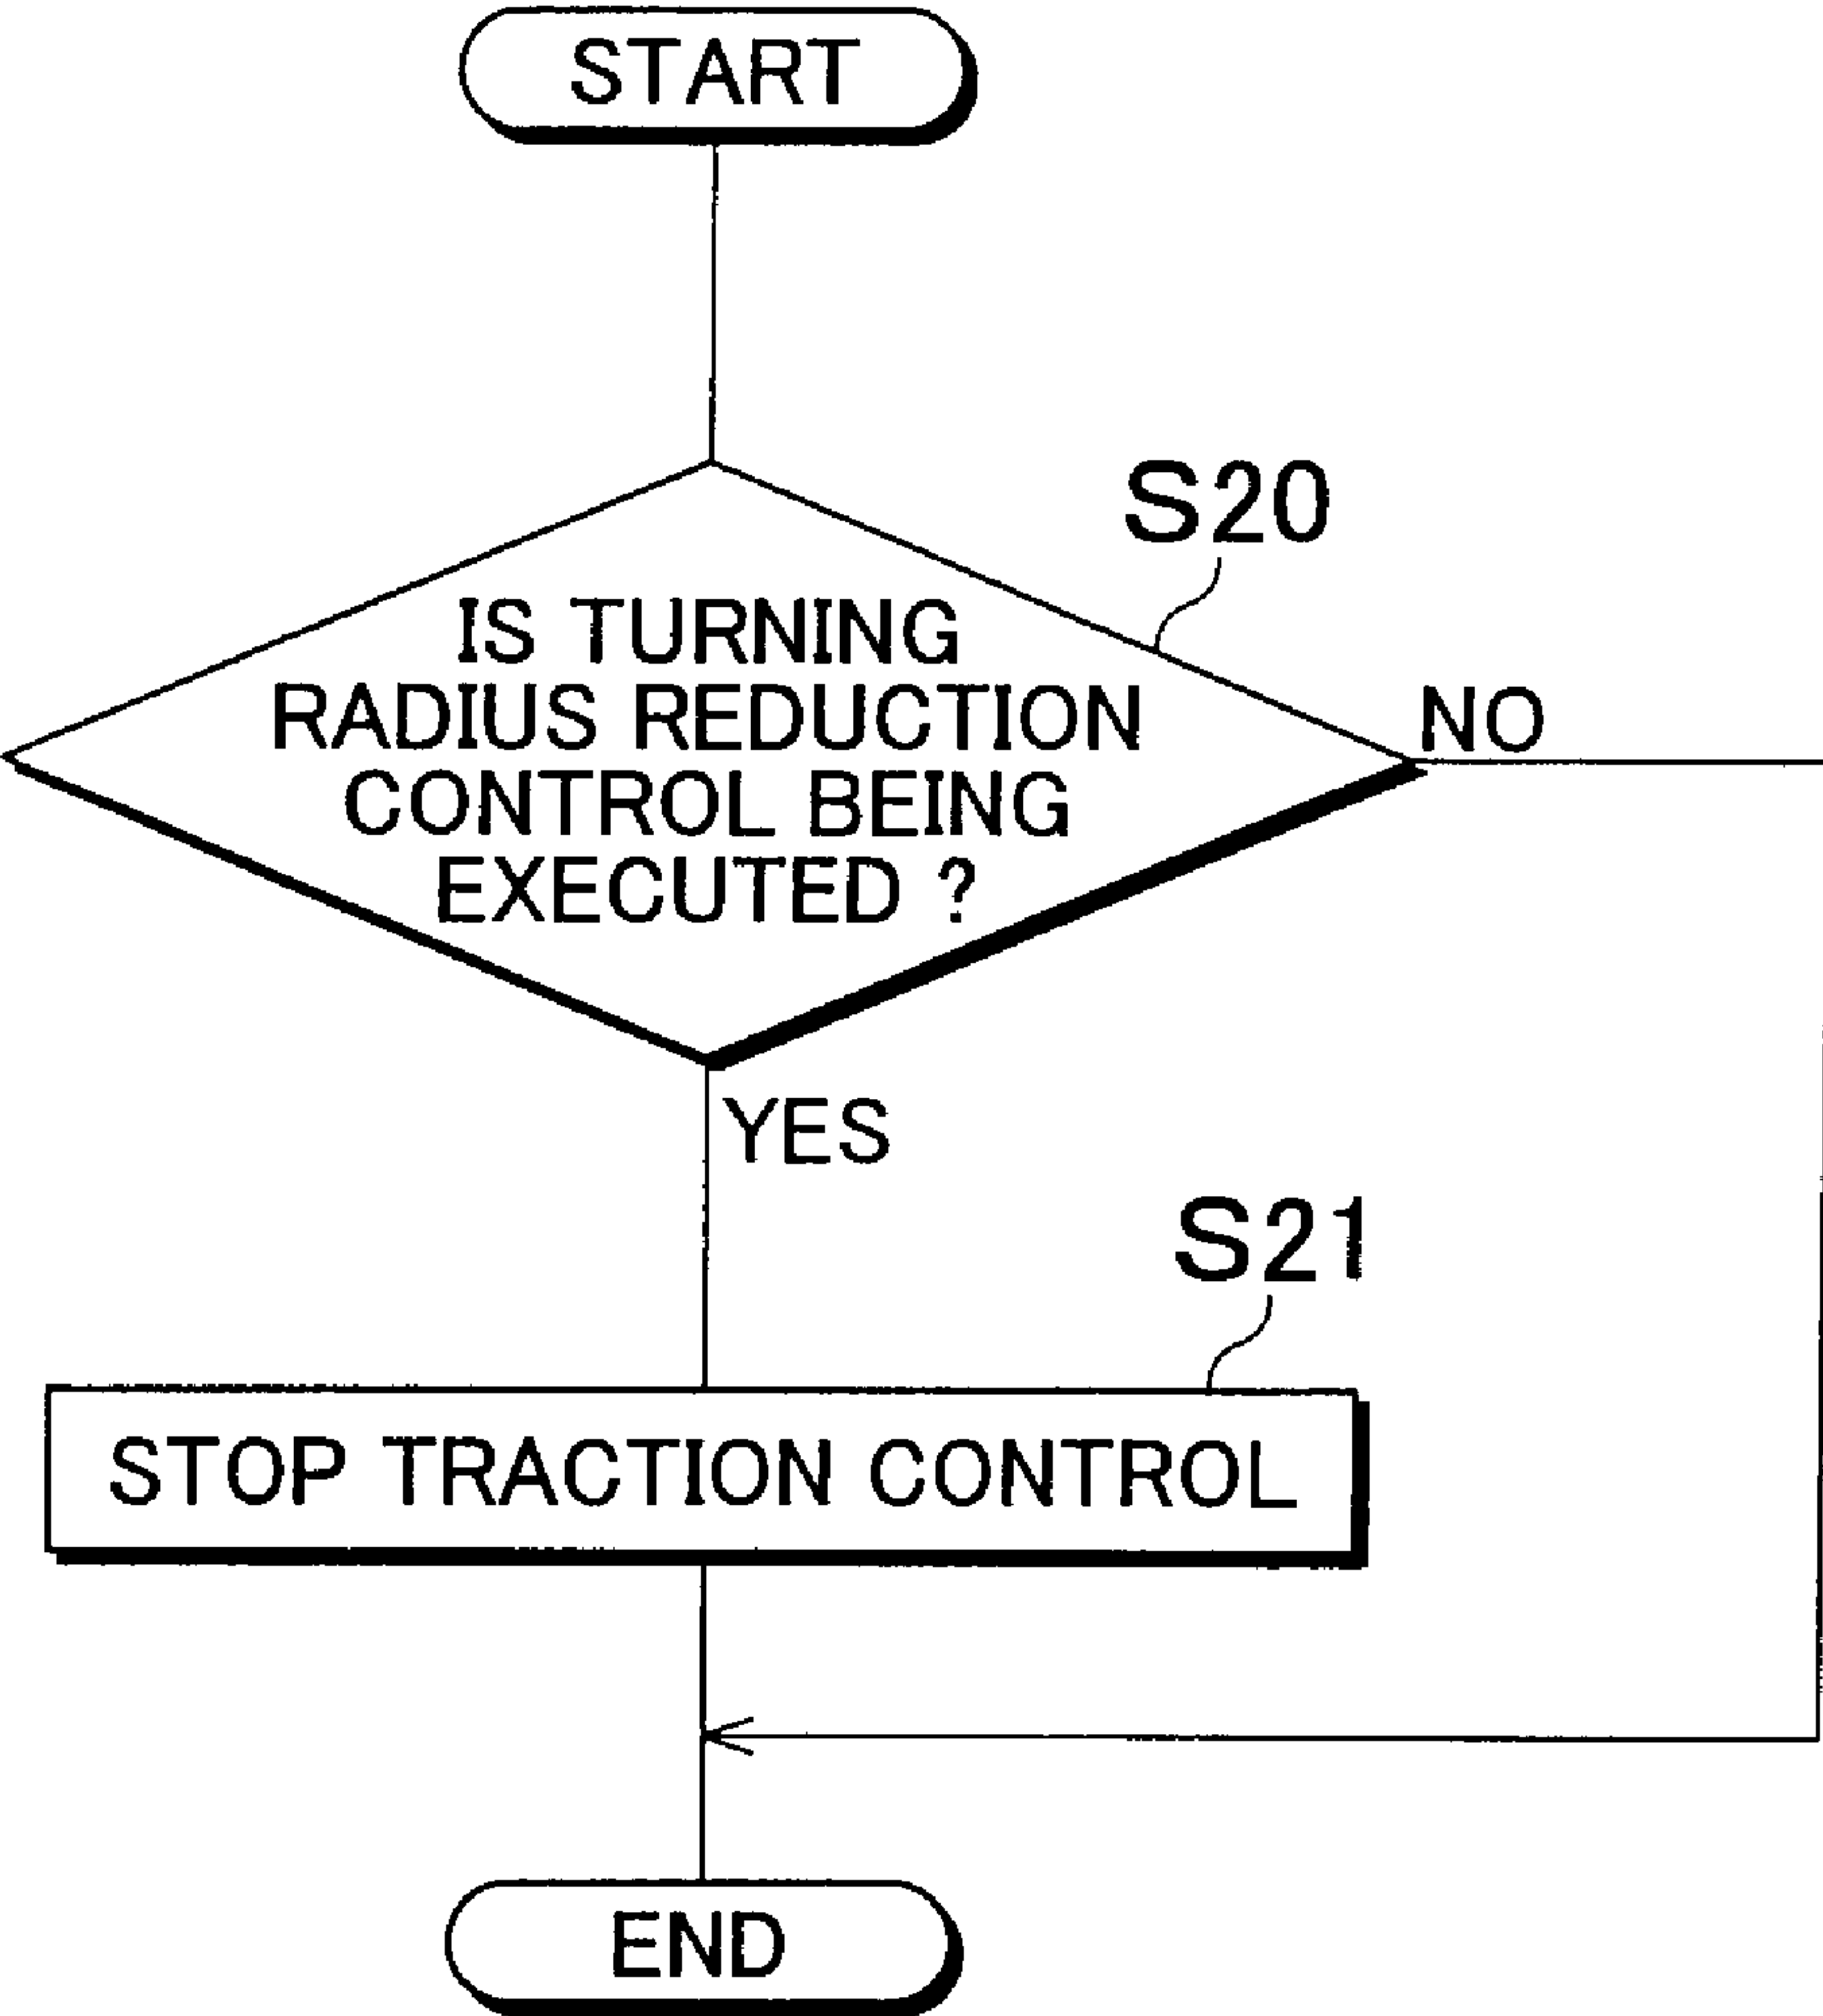 START
S20
IS TURNING
RADIUS REDUCTION
CONTROL BEING
EXECUTED ?
NO
YES
S21
STOP TRACTION CONTROL
END